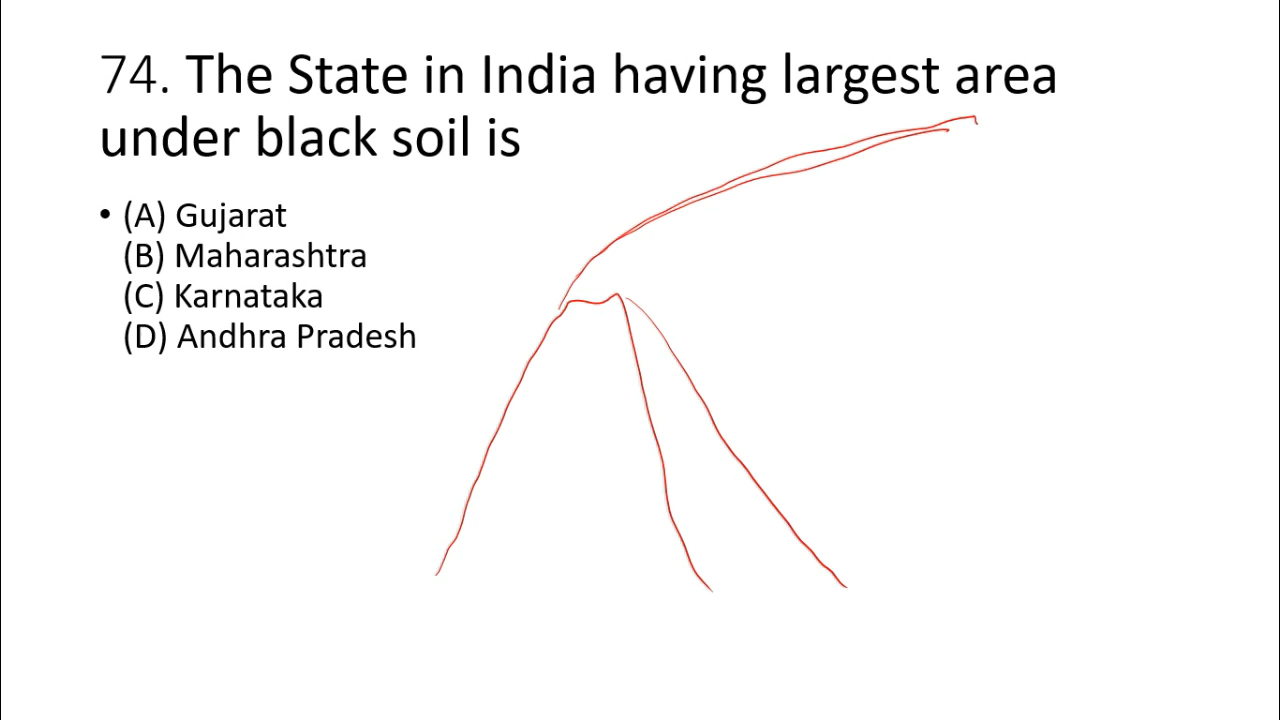 74. The State in India having largest area
under black soil is
• (A) Gujarat
(B) Maharashtra
(C) Karnataka
(D) Andhra Pradesh